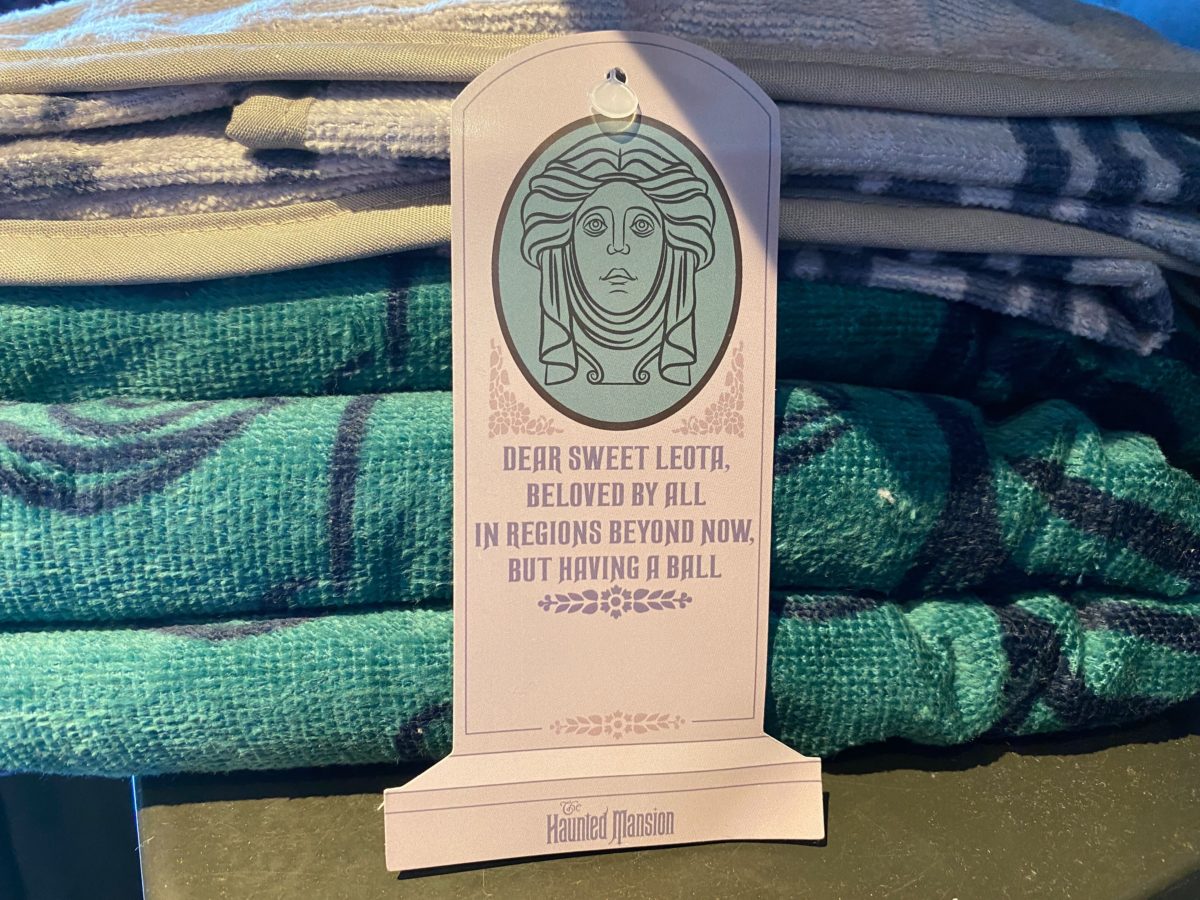 DEAR SWEET LEOTA,
BELOVED BY ALL
IN REGIONS BEYOND NOW,
BUT HAVING A BALL
The
Haunted Mansion